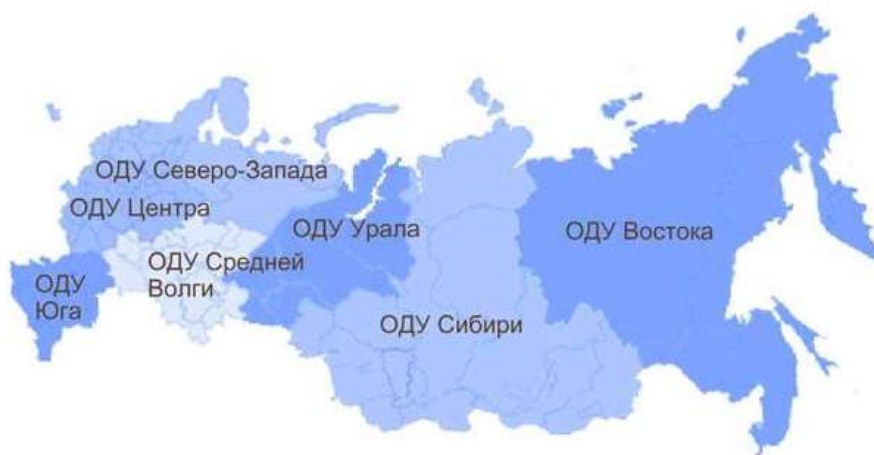 ОДУ Северо-Запада
ОДУ Центра
ОДУ Урала
ОДУ Востока
ОДУ Средней
Волги
ОДУ
Юга
ОДУ Сибири